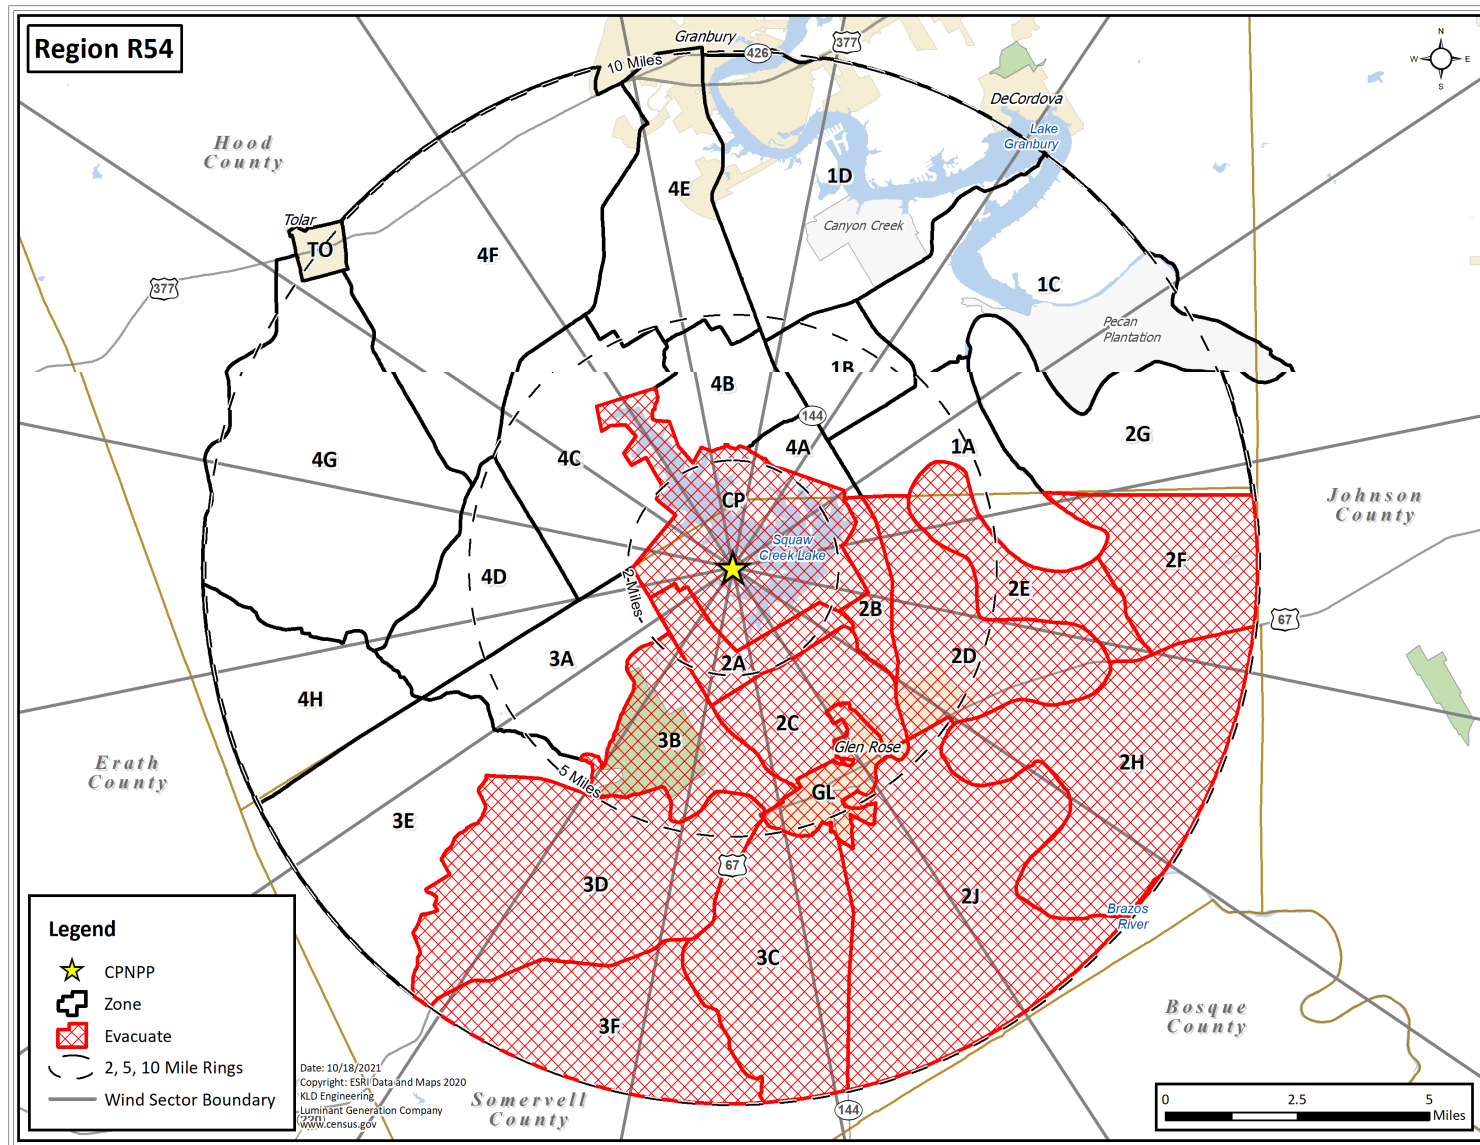 Region R54
Granbury
426
377
10 Miles
N
W
E
S
DeCordova
Lake
Granbury
Hood
County
4E
1D
Tolar
TO
4F
Canyon Creek
377
1C
Pecan
Plantation
1B
4B
144
4A
1A
2G
4G
4C
CP
Johnson
County
Squaw
Creek Lake
2F
4D
2-Miles
2E
2B
67
3A
2A
2D
4H
2C
3B
Glen Rose
2H
Erath
County
5 Miles
GL
3E
67
3D
2J
Brazos
River
3C
Bosque
County
3F
Legend
CPNPP
Zone
Evacuate
2, 5, 10 Mile Rings
Wind Sector Boundary
Date: 10/18/2021
Copyright: ESRI Data and Maps 2020
KLD Engineering
Luminant Generation Company
www.census.gov
Somervell
County
144
0
2.5
5
Miles